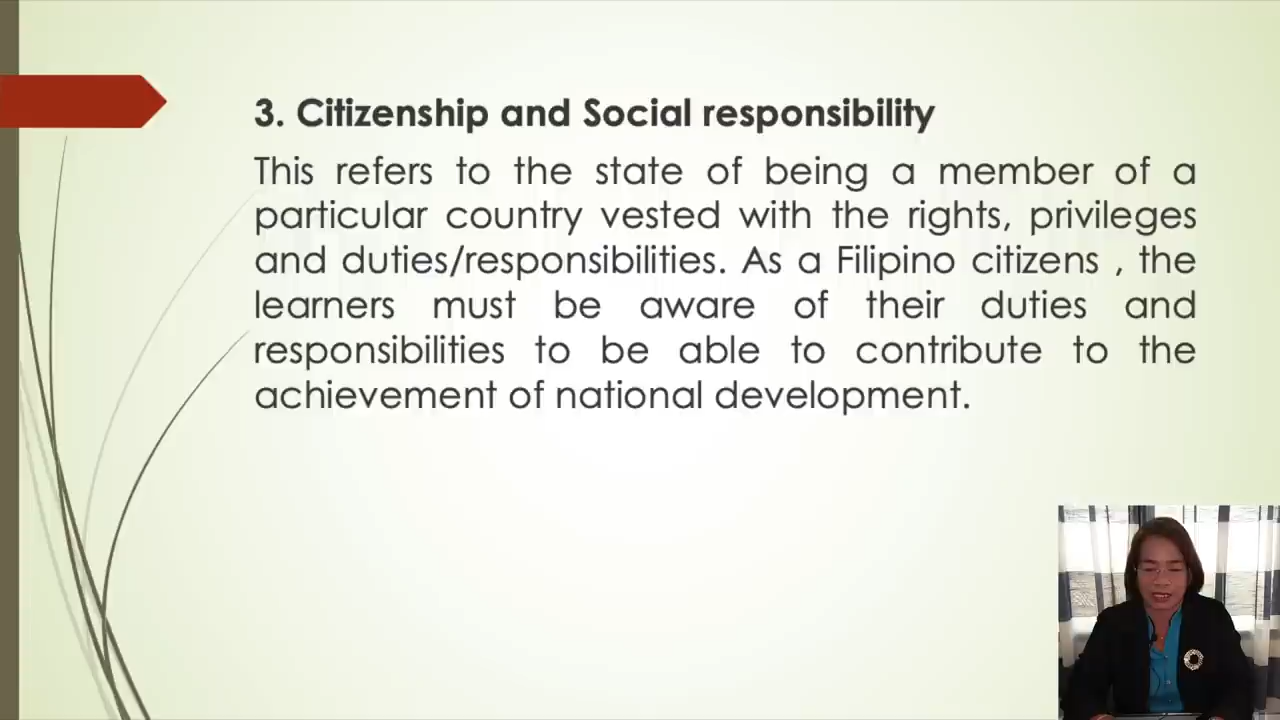 3. Citizenship and Social responsibility
This refers to the state of being a member of a
particular country vested with the rights, privileges
and duties/responsibilities. As a Filipino citizens , the
learners must be aware of their duties and
responsibilities to be able to contribute to the
achievement of national development.